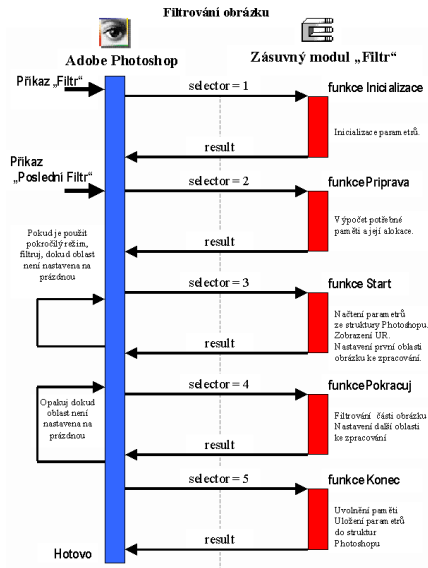 Filtrování obrázku
Adobe Photoshop
Zásuvný modul „Filtr“
Příkaz „Filtr“
selector = 1
funkce Inicializace
Inicializace parametrů.
result
Příkaz
„Poslední Filtr“
selector = 2
funkce Priprava
Výpočet potřebné
paměti a její alokace.
result
Pokud je použit
pokročilý režim,
filtruj, dokud oblast
není nastavena na
prázdnou
selector = 3
funkce Start
Načtení parametrů
ze struktury Photoshopu.
Zobrazení UR.
Nastavení první oblasti
obrázku ke zpracování.
result
selector = 4
funkce Pokracuj
Opakuj dokud
oblast není
nastavena na
prázdnou
Filtrování části obrázku
Nastavení další oblasti
ke zpracování
result
selector = 5
funkce Konec
Uvolnění paměti
Uložení parametrů
do struktur
Photoshopu
result
Hotovo